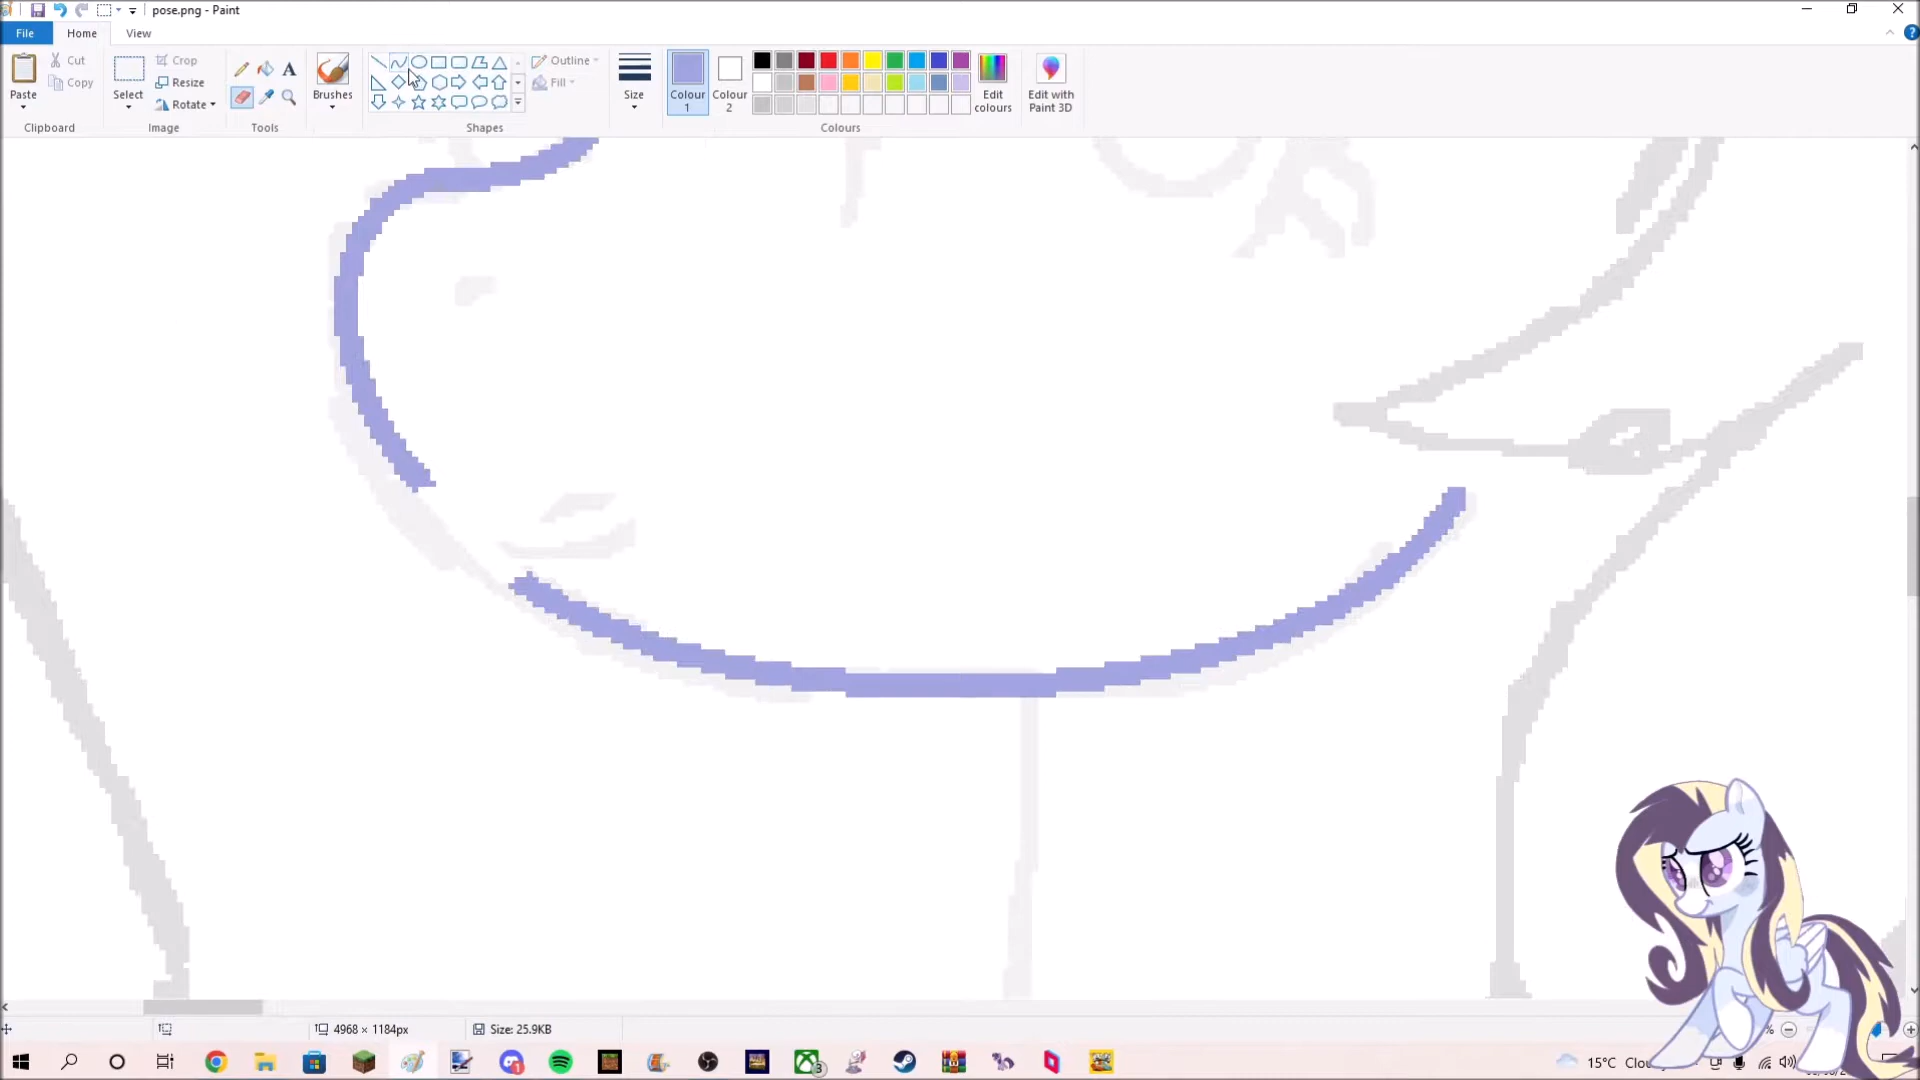 pose.png - Paint
File Home View
Paste Cut Copy
Clipboard
Select Crop Resize Rotate
Image
A
Tools
Brushes
Outline Fill
Shapes
Size
Colour 1
Colour 2
Edit colours
Colours
Edit with Paint 3D
4968 × 1184px
Size: 25.9KB
%
15°C Clou